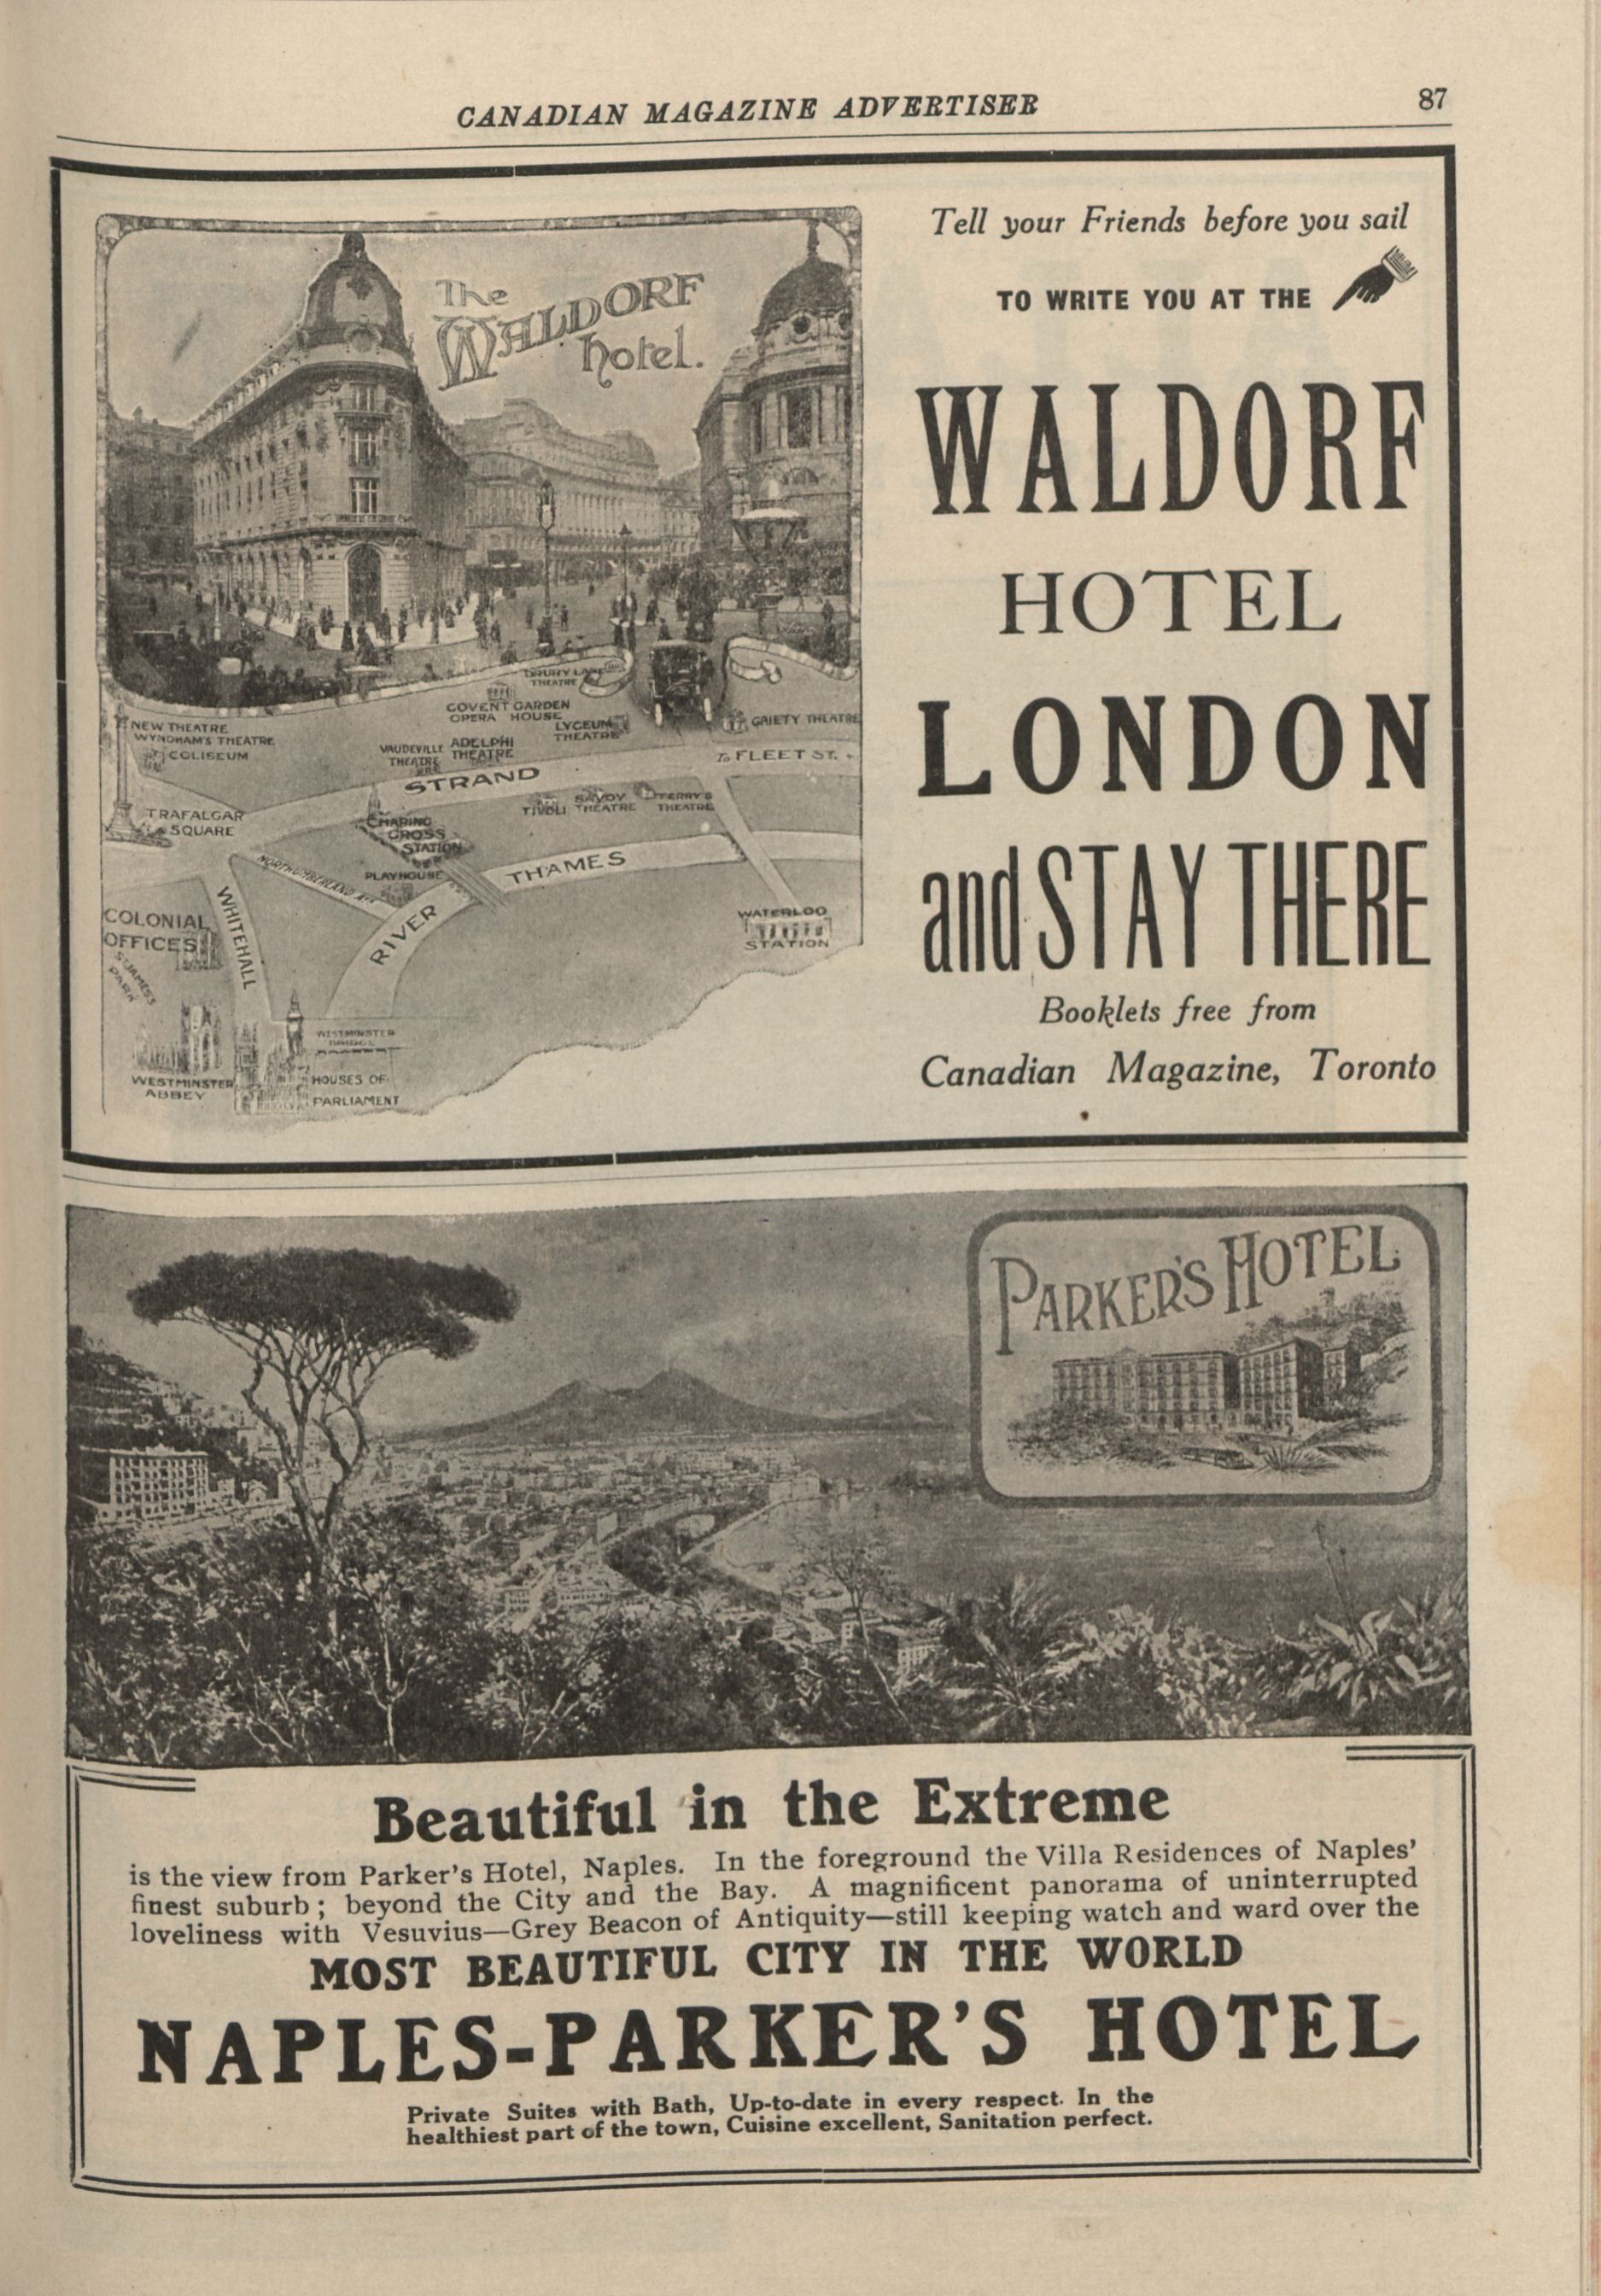 CANADIAN MAGAZINE ADVERTISER
87
The
WALDORF
hotel.
DRURY LANE
THEATRE
COVENT GARDEN
OPERA HOUSE
LYCEUM
THEATRE
GAIETY THEATRE
NEW THEATRE
WYNDHAM'S THEATRE
COLISEUM
VAUDEVILLE
THEATRE
ADELPHI
THEATRE
To FLEET ST.
STRAND
TIVOLI
SAVOY
THEATRE
TERRY'S
THEATRE
TRAFALGAR
SQUARE
CHARING
CROSS
STATION
NORTHUMBERLAND AVE
PLAYHOUSE
RIVER THAMES
WHITEHALL
COLONIAL
OFFICES
ST JAMES'S
PARK
WATERLOO
STATION
WESTMINSTER
BRIDGE
WESTMINSTER
ABBEY
HOUSES OF
PARLIAMENT
Tell your Friends before you sail
TO WRITE YOU AT THE
WALDORF
HOTEL
LONDON
and STAY THERE
Booklets free from
Canadian Magazine, Toronto
PARKER'S HOTEL
Beautiful in the Extreme
is the view from Parker's Hotel, Naples. In the foreground the Villa Residences of Naples'
finest suburb; beyond the City and the Bay. A magnificent panorama of uninterrupted
loveliness with Vesuvius—Grey Beacon of Antiquity—still keeping watch and ward over the
MOST BEAUTIFUL CITY IN THE WORLD
NAPLES-PARKER'S HOTEL
Private Suites with Bath, Up-to-date in every respect. In the
healthiest part of the town, Cuisine excellent, Sanitation perfect.